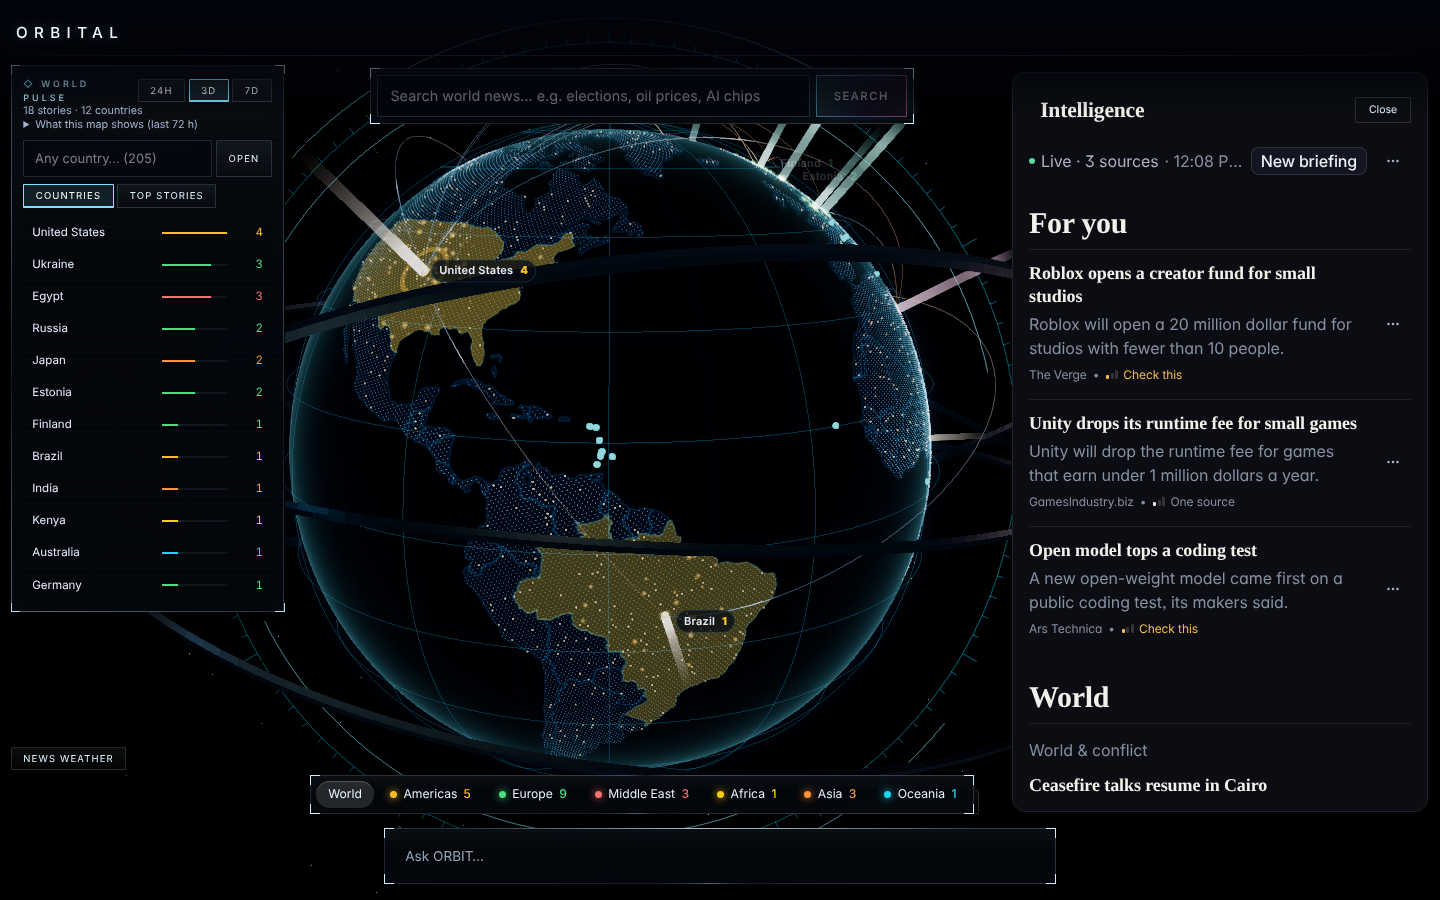 ORBITAL
◇ WORLD PULSE
24H
3D
7D
18 stories · 12 countries
▶ What this map shows (last 72 h)
Any country... (205)
OPEN
COUNTRIES
TOP STORIES
United States 4
Ukraine 3
Egypt 3
Russia 2
Japan 2
Estonia 2
Finland 1
Brazil 1
India 1
Kenya 1
Australia 1
Germany 1
NEWS WEATHER
Search world news... e.g. elections, oil prices, AI chips
SEARCH
Finland 1
Estonia
United States 4
Brazil 1
World
Americas 5
Europe 9
Middle East 3
Africa 1
Asia 3
Oceania 1
Ask ORBIT...
Intelligence
Close
Live · 3 sources · 12:08 P...
New briefing
For you
Roblox opens a creator fund for small
studios
Roblox will open a 20 million dollar fund for
studios with fewer than 10 people.
The Verge • Check this
Unity drops its runtime fee for small games
Unity will drop the runtime fee for games
that earn under 1 million dollars a year.
GamesIndustry.biz • One source
Open model tops a coding test
A new open-weight model came first on a
public coding test, its makers said.
Ars Technica • Check this
World
World & conflict
Ceasefire talks resume in Cairo